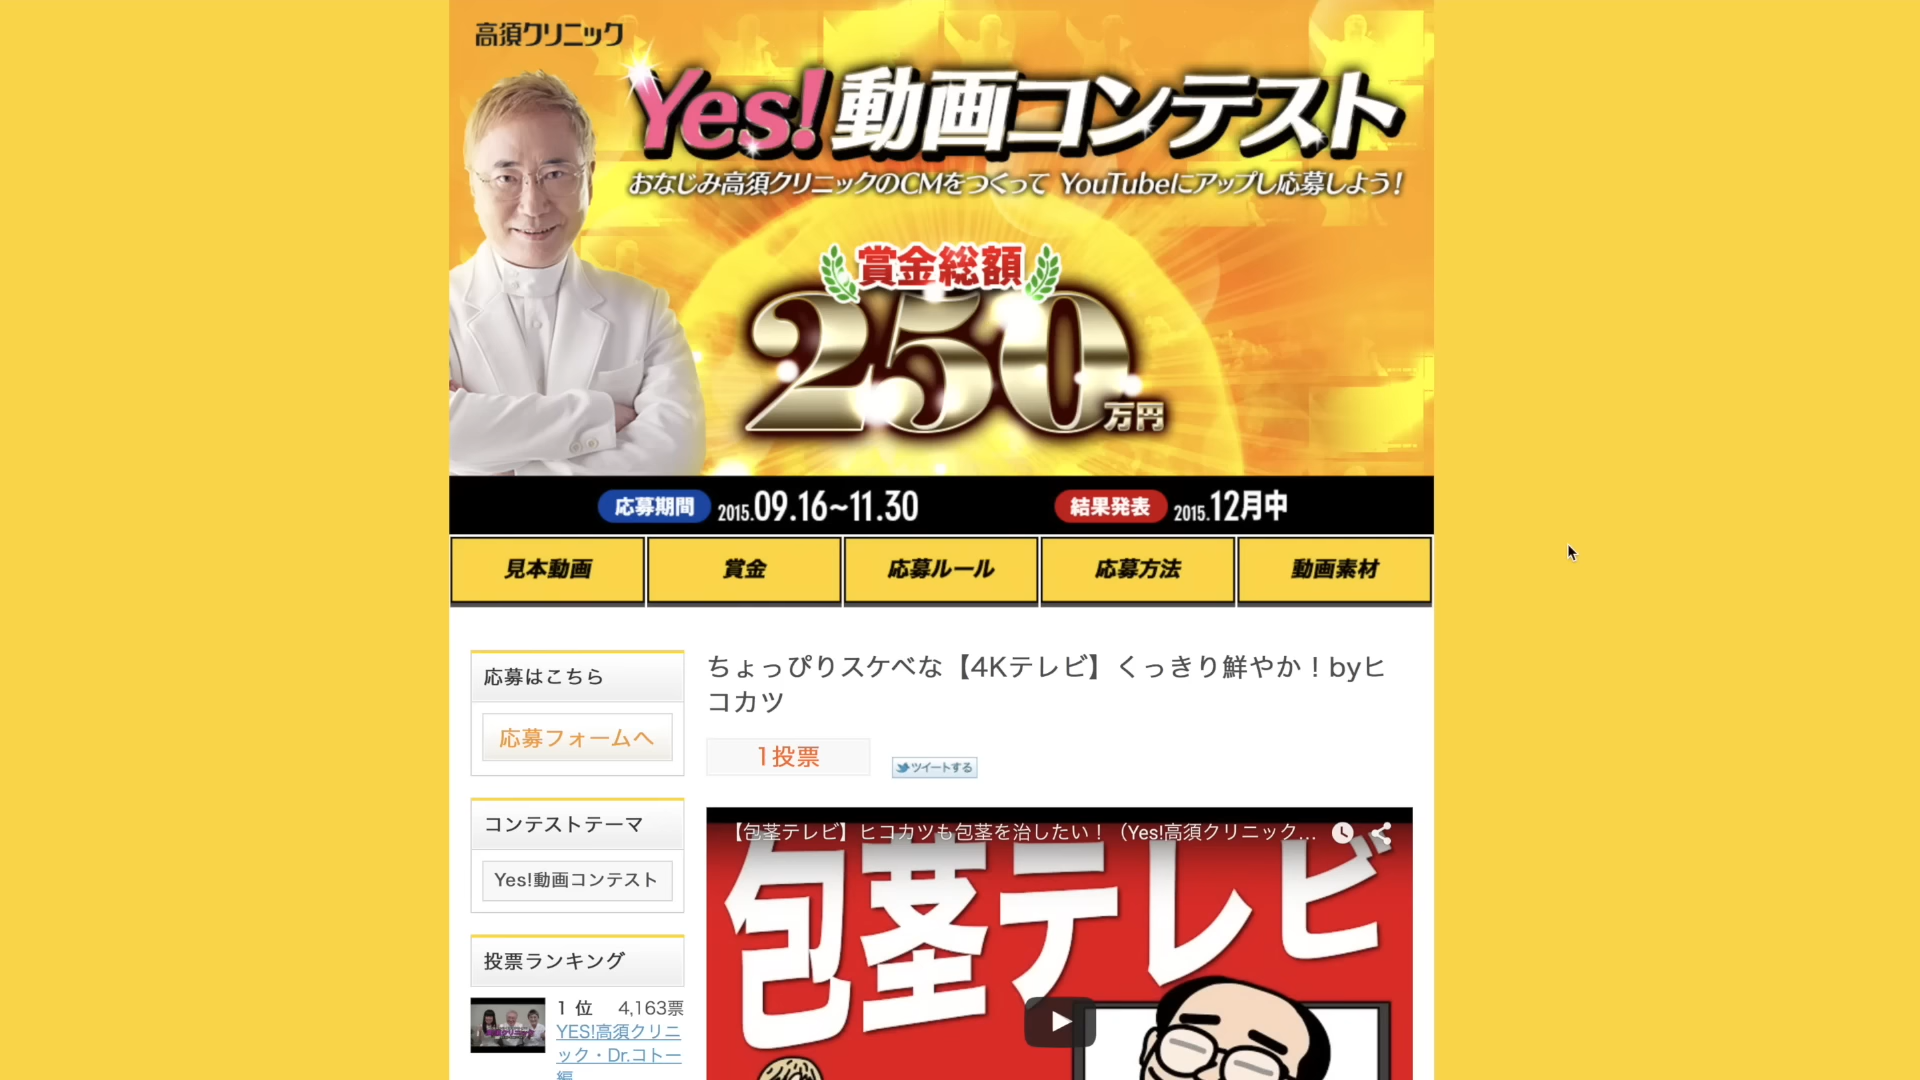 高須クリニック
Yes!動画コンテスト
おなじみ高須クリニックのCMをつくって YouTubeにアップし応募しよう!
賞金総額
250万円
応募期間 2015.09.16~11.30 結果発表 2015.12月中
見本動画 賞金 応募ルール 応募方法 動画素材
応募はこちら
応募フォームへ
コンテストテーマ
Yes!動画コンテスト
投票ランキング
1 位 4,163票
YES!高須クリニ
ック・Dr.コトー
編
ちょっぴりスケベな【4Kテレビ】くっきり鮮やか!byヒ
コカツ
1投票 ツイートする
【包茎テレビ】ヒコカツも包茎を治したい!(Yes!高須クリニック...
包茎テレビ